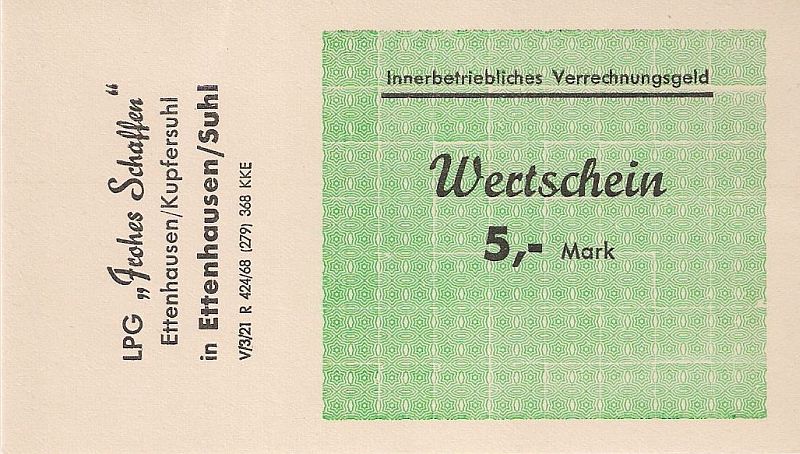 LPG „Frohes Schaffen“
Ettenhausen/Kupfersuhl
in Ettenhausen/Suhl
V/3/21 R 424/68 (279) 368 KKE
Innerbetriebliches Verrechnungsgeld
Wertschein
5,- Mark